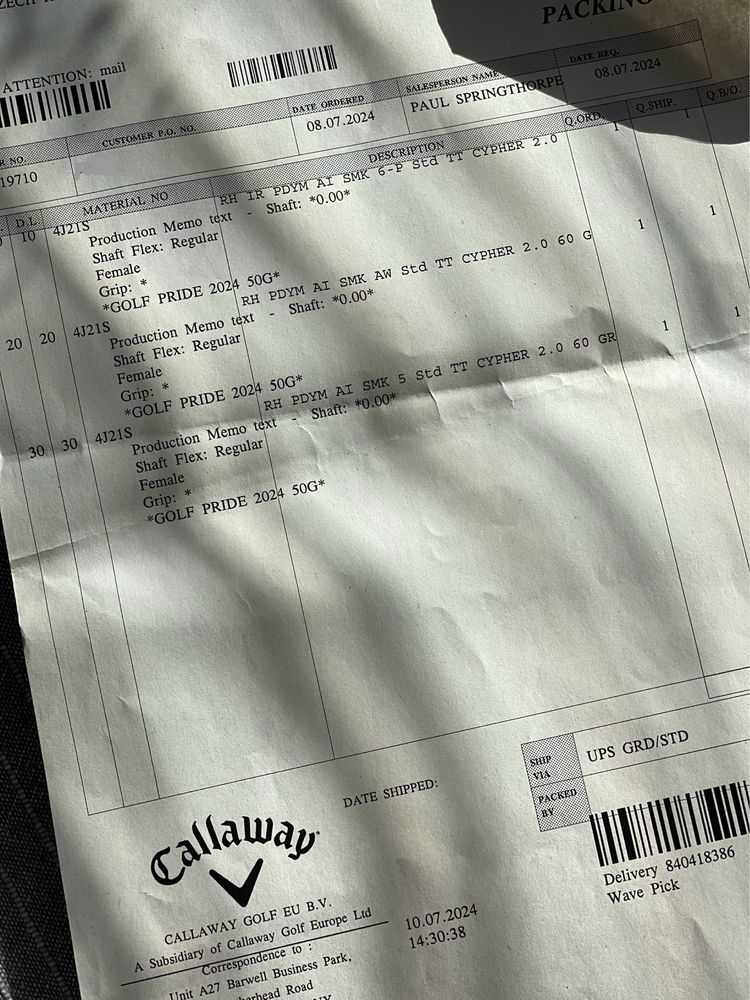 PACKING
ATTENTION: mail
CUSTOMER P.O. NO.
DATE ORDERED
08.07.2024
SALESPERSON NAME
PAUL SPRINGTHORPE
DATE REQ.
08.07.2024
19710
D.I.
MATERIAL NO
DESCRIPTION
Q.ORD.
Q.SHIP.
Q.B/O.
10 4J21S RH IR PDYM AI SMK 6-P Std TT CYPHER 2.0 1 1
Production Memo text - Shaft: *0.00*
Shaft Flex: Regular
Female
Grip: *
*GOLF PRIDE 2024 50G*
20 20 4J21S RH PDYM AI SMK AW Std TT CYPHER 2.0 60 G 1 1
Production Memo text - Shaft: *0.00*
Shaft Flex: Regular
Female
Grip: *
*GOLF PRIDE 2024 50G*
30 30 4J21S RH PDYM AI SMK 5 Std TT CYPHER 2.0 60 GR 1 1
Production Memo text - Shaft: *0.00*
Shaft Flex: Regular
Female
Grip: *
*GOLF PRIDE 2024 50G*
DATE SHIPPED:
SHIP VIA
UPS GRD/STD
PACKED BY
Delivery 840418386
Wave Pick
Callaway
CALLAWAY GOLF EU B.V.
A Subsidiary of Callaway Golf Europe Ltd
Correspondence to :
Unit A27 Barwell Business Park,
10.07.2024
14:30:38
Road